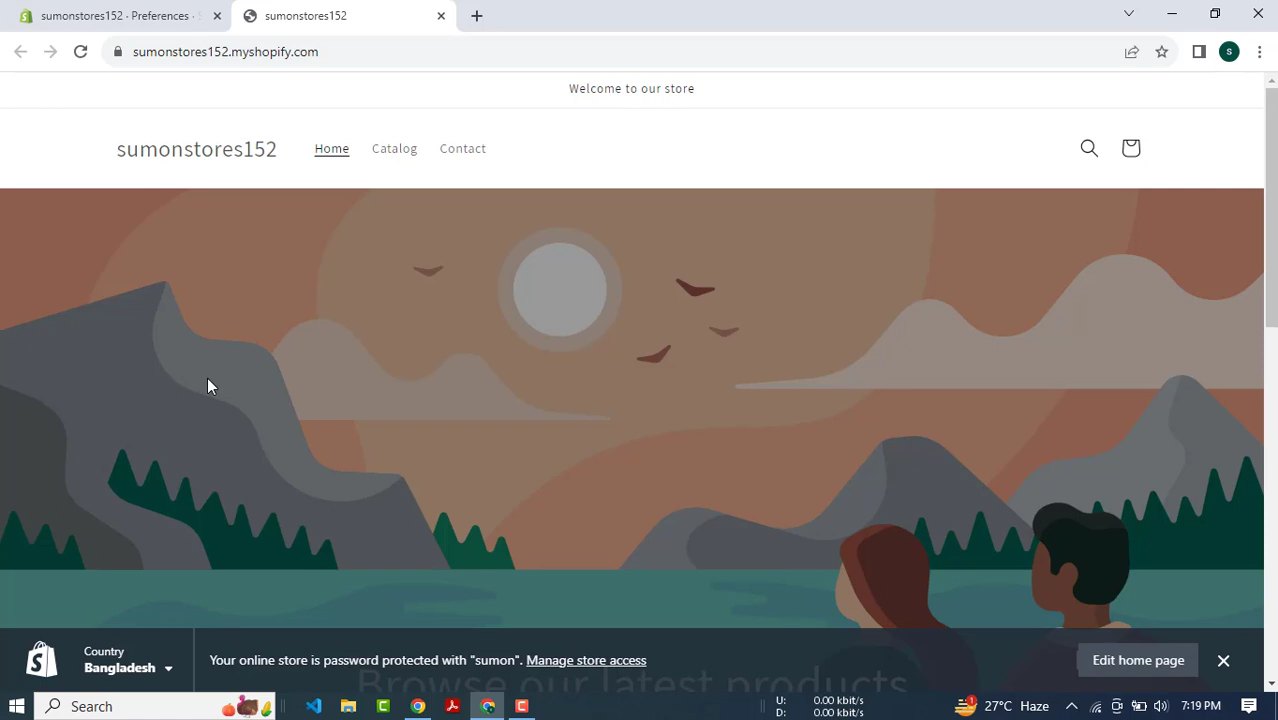 sumonstores152 · Preferences ·
sumonstores152
sumonstores152.myshopify.com
S
Welcome to our store
sumonstores152
Home
Catalog
Contact
Browse our latest products
Country
Bangladesh
Your online store is password protected with "sumon". Manage store access
Edit home page
Search
U: 0.00 kbit/s
D: 0.00 kbit/s
1
27°C Haze
7:19 PM